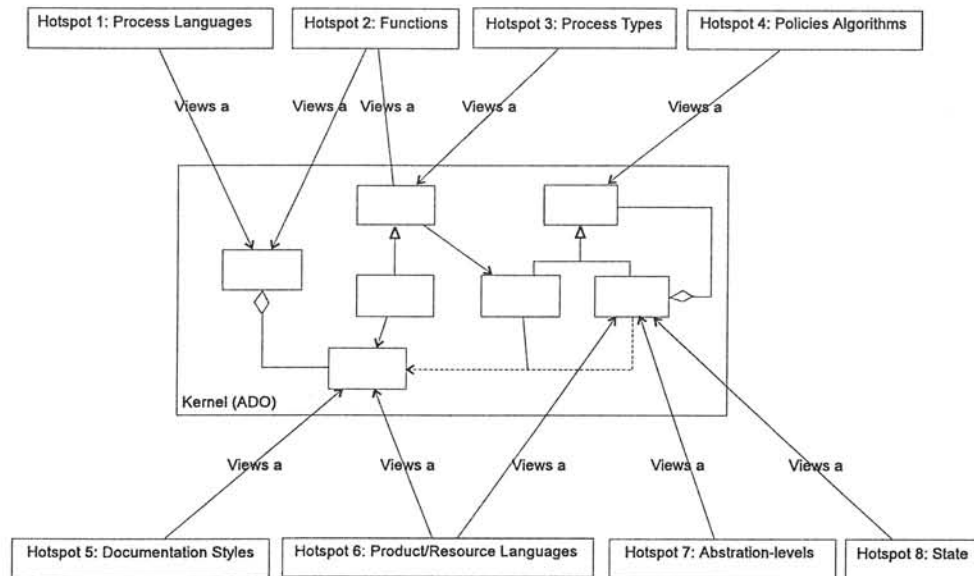 Hotspot 1: Process Languages
Hotspot 2: Functions
Hotspot 3: Process Types
Hotspot 4: Policies Algorithms
Views a
Views a
Views a
Views a
Views a
Kernel (ADO)
Views a
Views a
Views a
Views a
Views a
Hotspot 5: Documentation Styles
Hotspot 6: Product/Resource Languages
Hotspot 7: Abstration-levels
Hotspot 8: State